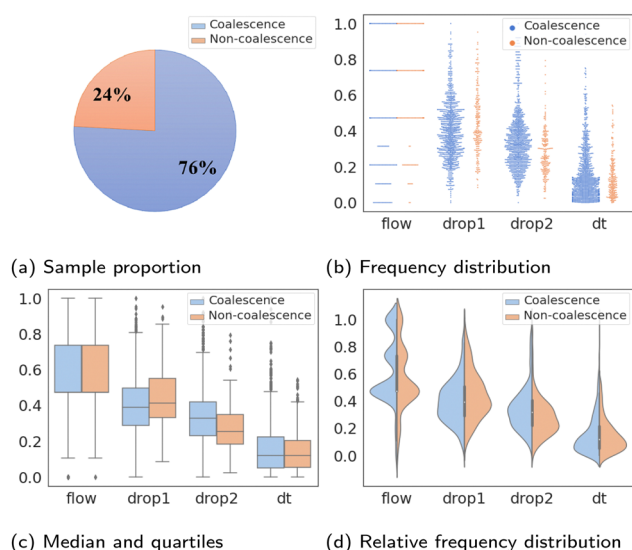 Coalescence
Non-coalescence
24%
76%
(a) Sample proportion
Coalescence
Non-coalescence
1.0
0.8
0.6
0.4
0.2
0.0
flow drop1 drop2 dt
(b) Frequency distribution
Coalescence
Non-coalescence
1.0
0.8
0.6
0.4
0.2
0.0
flow drop1 drop2 dt
(c) Median and quartiles
Coalescence
Non-coalescence
1.0
0.8
0.6
0.4
0.2
0.0
flow drop1 drop2 dt
(d) Relative frequency distribution